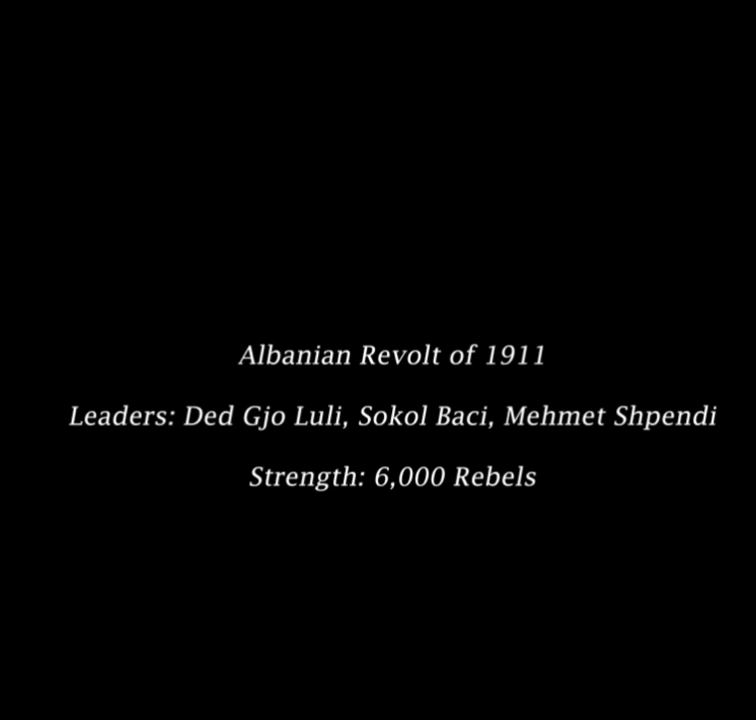 Albanian Revolt of 1911
Leaders: Ded Gjo Luli, Sokol Baci, Mehmet Shpendi
Strength: 6,000 Rebels